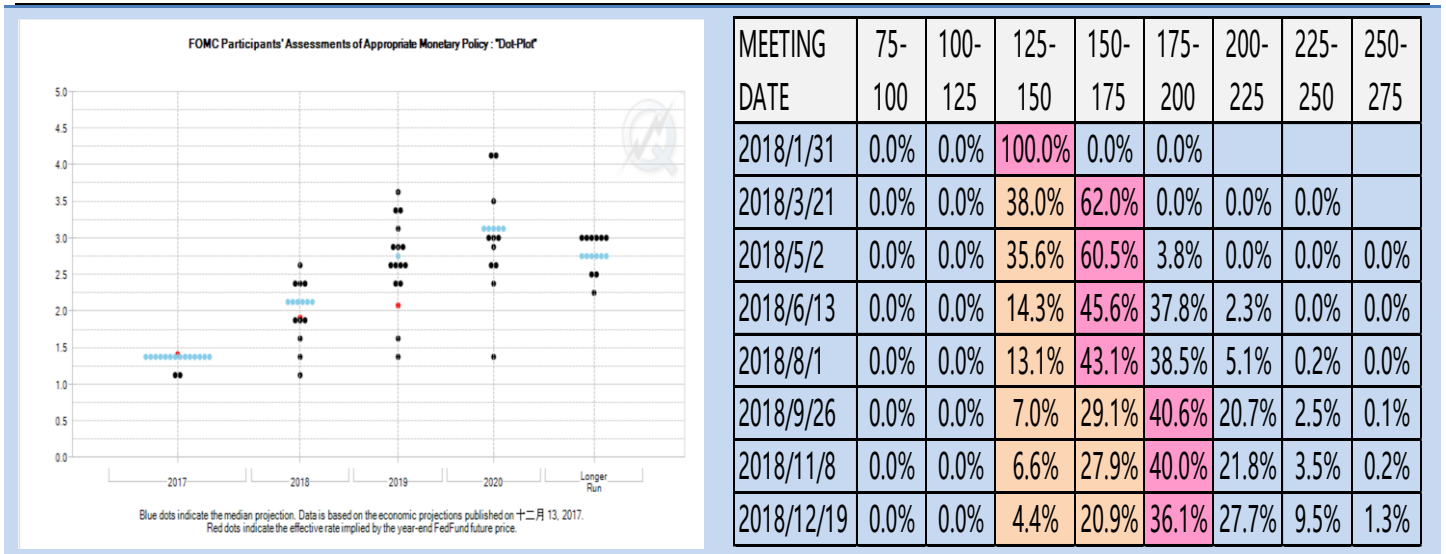 FOMC Participants' Assessments of Appropriate Monetary Policy : "Dot-Plot"
5.0
4.5
4.0
3.5
3.0
2.5
2.0
1.5
1.0
0.5
0.0
2017 2018 2019 2020 Longer Run
Blue dots indicate the median projection. Data is based on the economic projections published on 十二月 13, 2017.
Red dots indicate the effective rate implied by the year-end FedFund future price.
MEETING DATE 75-100 100-125 125-150 150-175 175-200 200-225 225-250 250-275
2018/1/31 0.0% 0.0% 100.0% 0.0% 0.0%
2018/3/21 0.0% 0.0% 38.0% 62.0% 0.0% 0.0% 0.0%
2018/5/2 0.0% 0.0% 35.6% 60.5% 3.8% 0.0% 0.0% 0.0%
2018/6/13 0.0% 0.0% 14.3% 45.6% 37.8% 2.3% 0.0% 0.0%
2018/8/1 0.0% 0.0% 13.1% 43.1% 38.5% 5.1% 0.2% 0.0%
2018/9/26 0.0% 0.0% 7.0% 29.1% 40.6% 20.7% 2.5% 0.1%
2018/11/8 0.0% 0.0% 6.6% 27.9% 40.0% 21.8% 3.5% 0.2%
2018/12/19 0.0% 0.0% 4.4% 20.9% 36.1% 27.7% 9.5% 1.3%